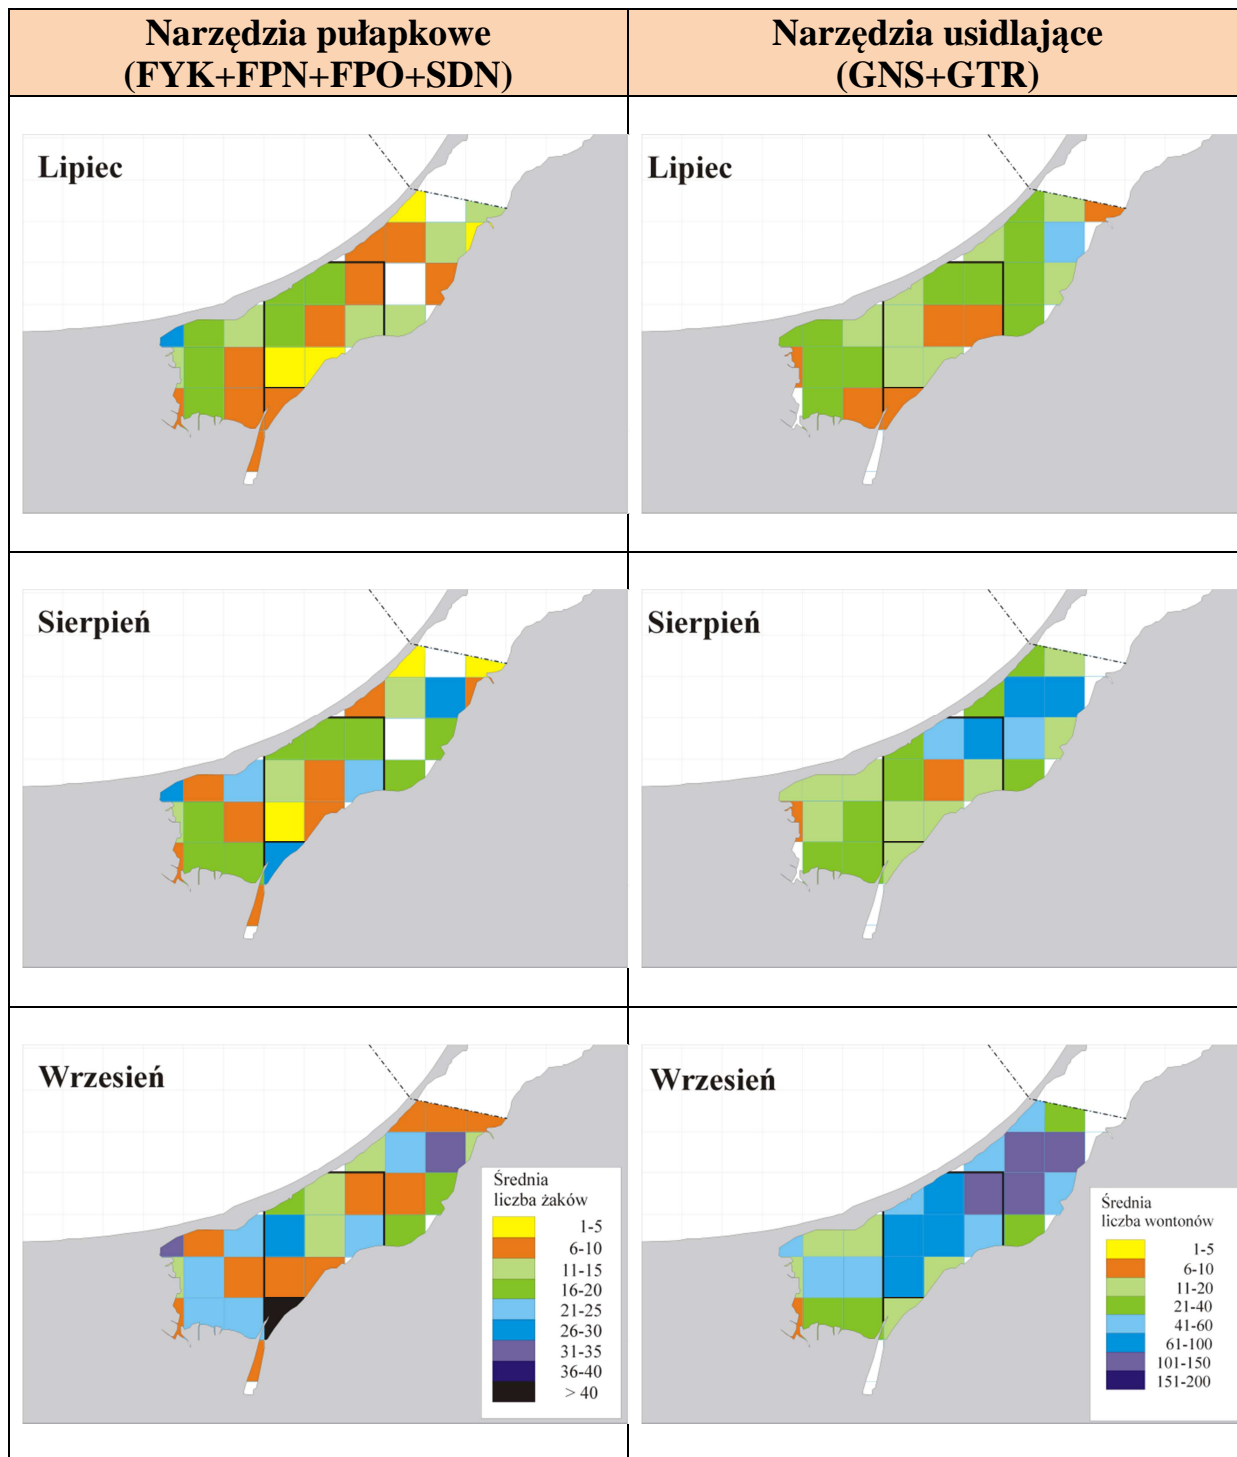 Narzędzia pułapkowe
(FYK+FPN+FPO+SDN)
Narzędzia usidlające
(GNS+GTR)
Lipiec
Lipiec
Sierpień
Sierpień
Wrzesień
Średnia
liczba żaków
1-5
6-10
11-15
16-20
21-25
26-30
31-35
36-40
> 40
Wrzesień
Średnia
liczba wontonów
1-5
6-10
11-20
21-40
41-60
61-100
101-150
151-200